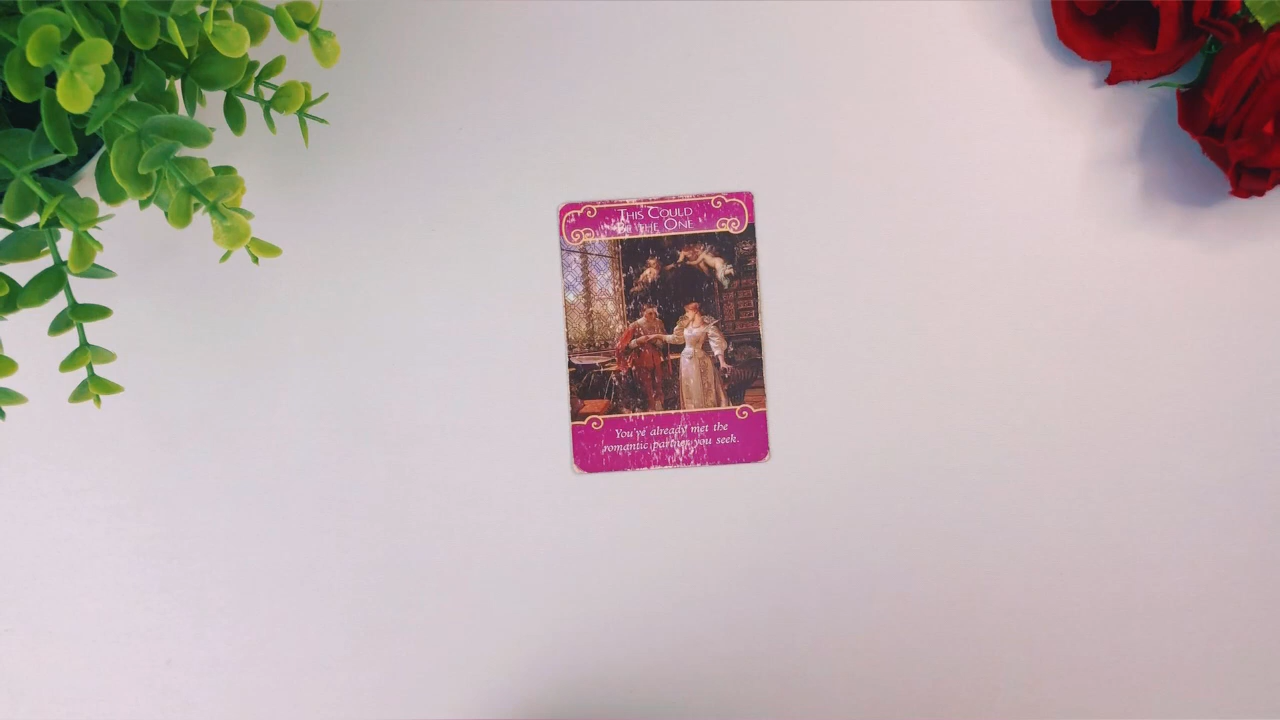 THIS COULD
BE THE ONE
You've already met the
romantic partner you seek.